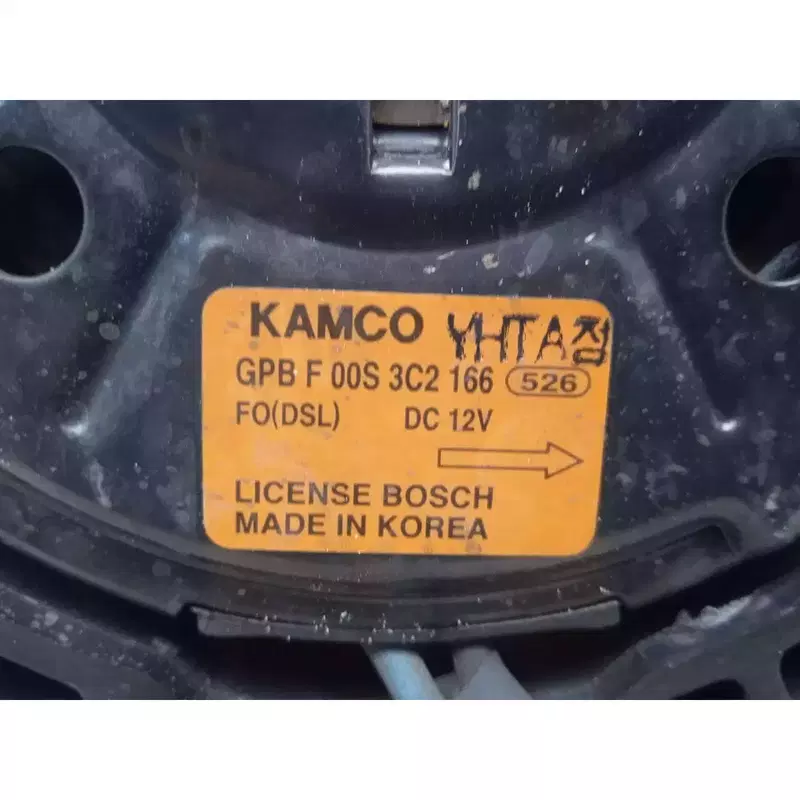 KAMCO YHTA점
GPB F 00S 3C2 166 526
FO(DSL) DC 12V
LICENSE BOSCH
MADE IN KOREA